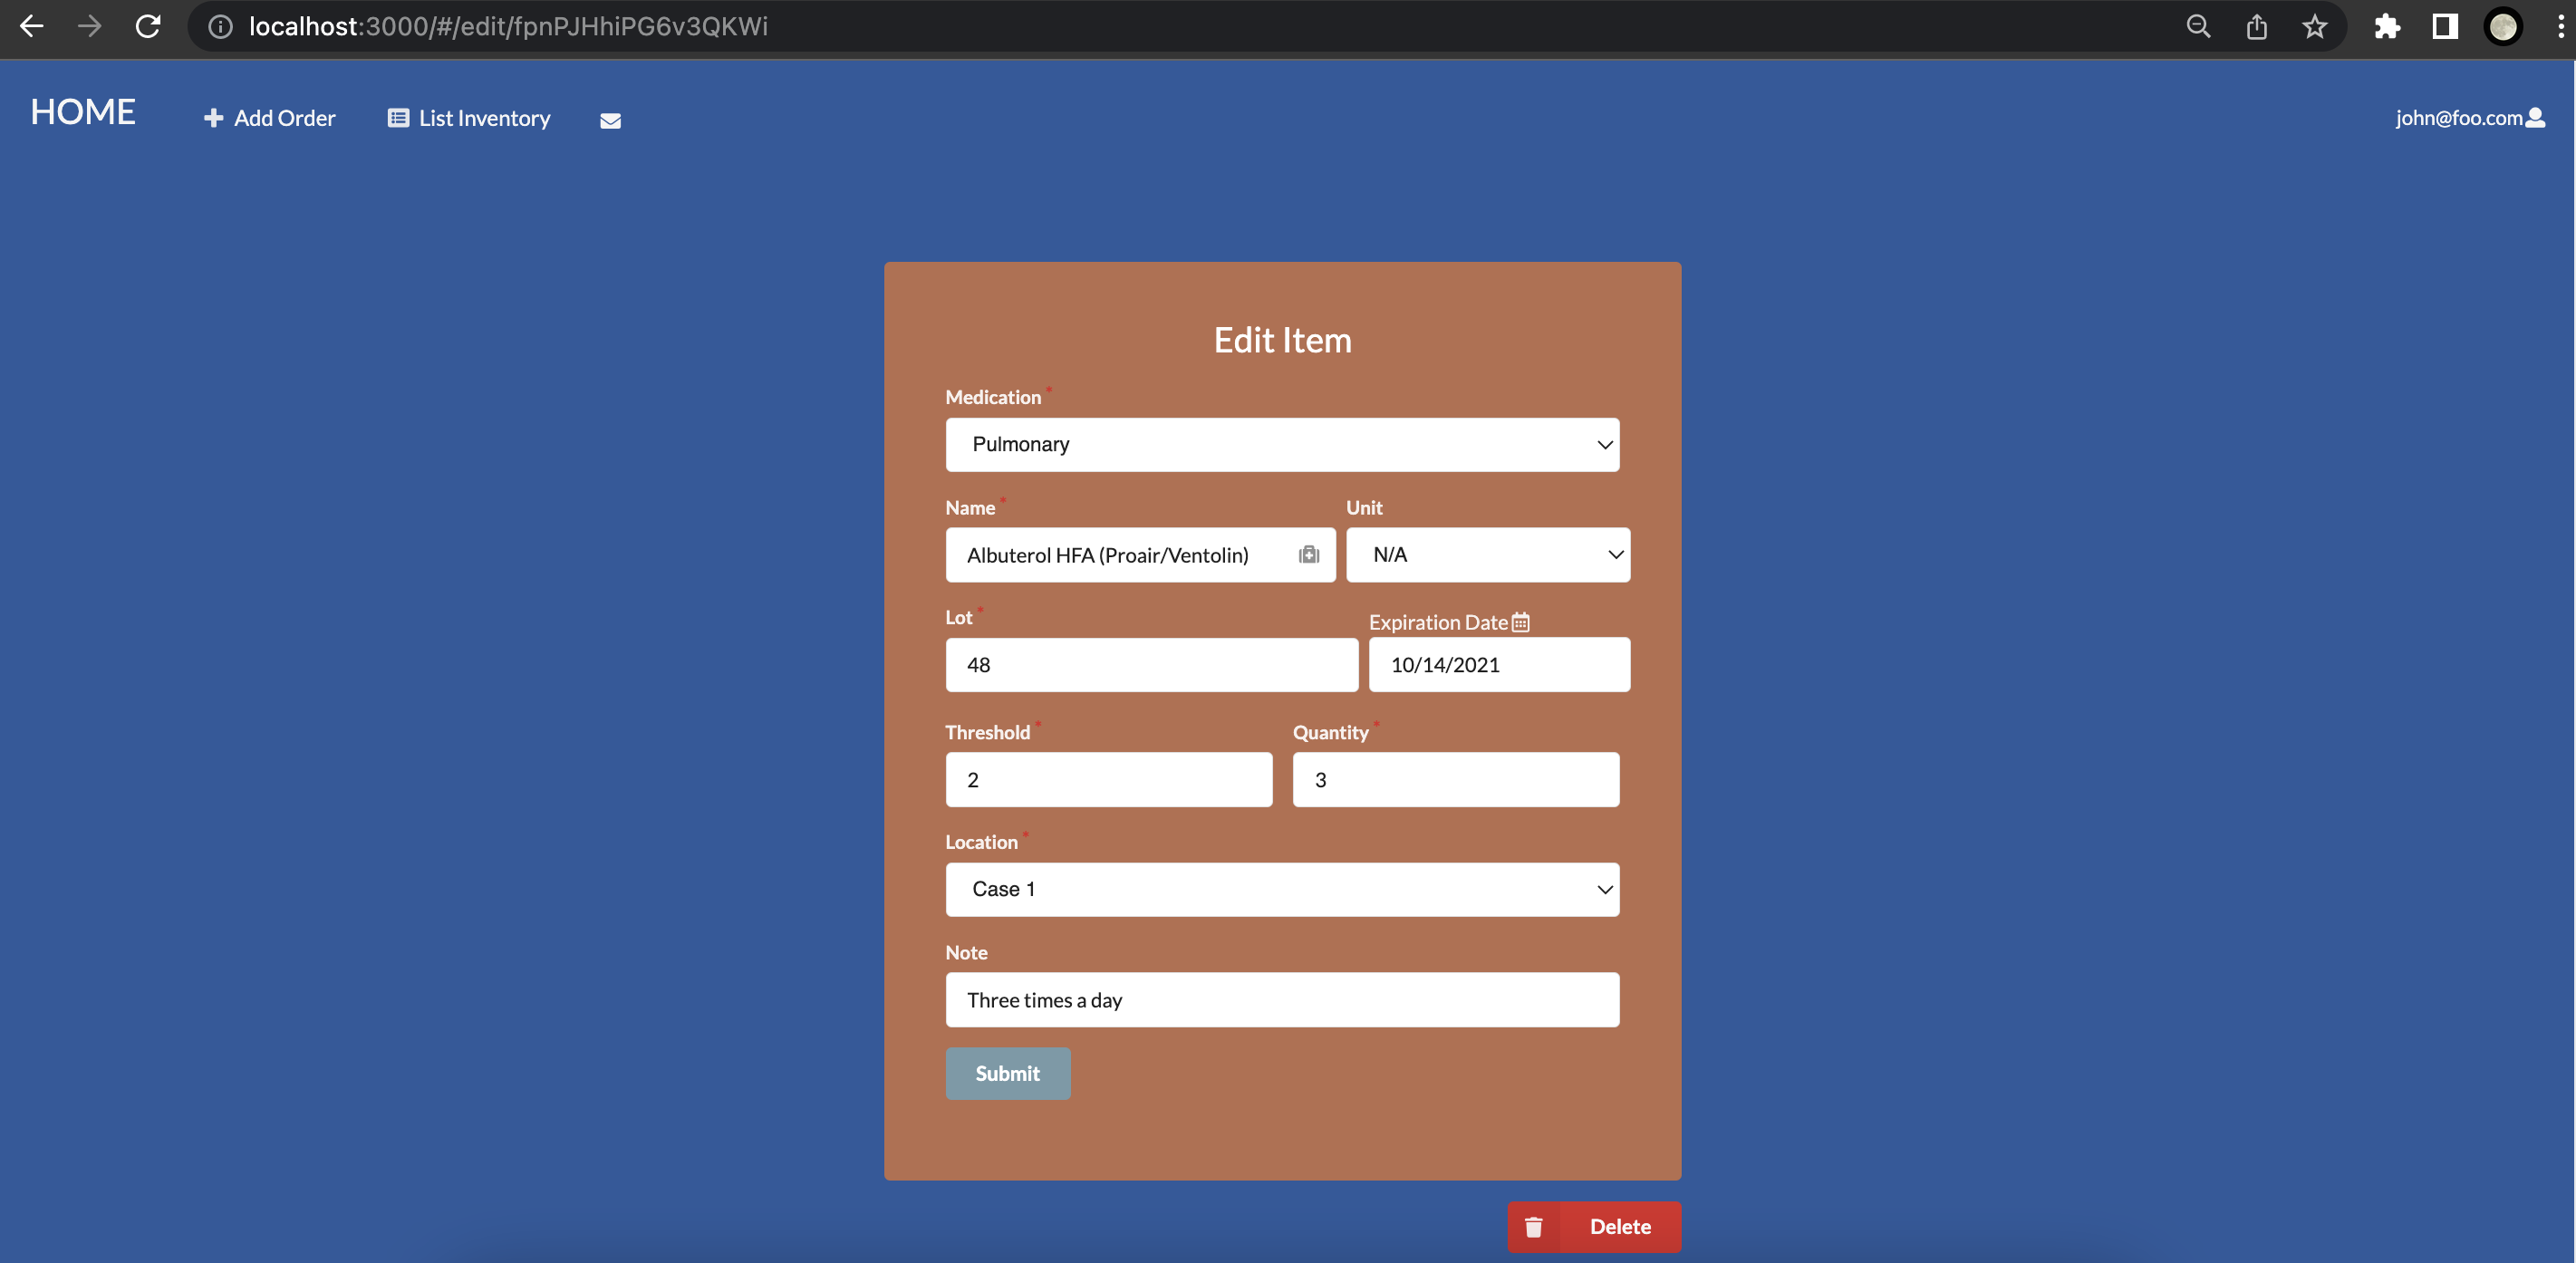 localhost:3000/#/edit/fpnPJHhiPG6v3QKWi
HOME Add Order List Inventory john@foo.com
Edit Item
Medication *
Pulmonary
Name * Unit
Albuterol HFA (Proair/Ventolin) N/A
Lot * Expiration Date
48 10/14/2021
Threshold * Quantity *
2 3
Location *
Case 1
Note
Three times a day
Submit
Delete